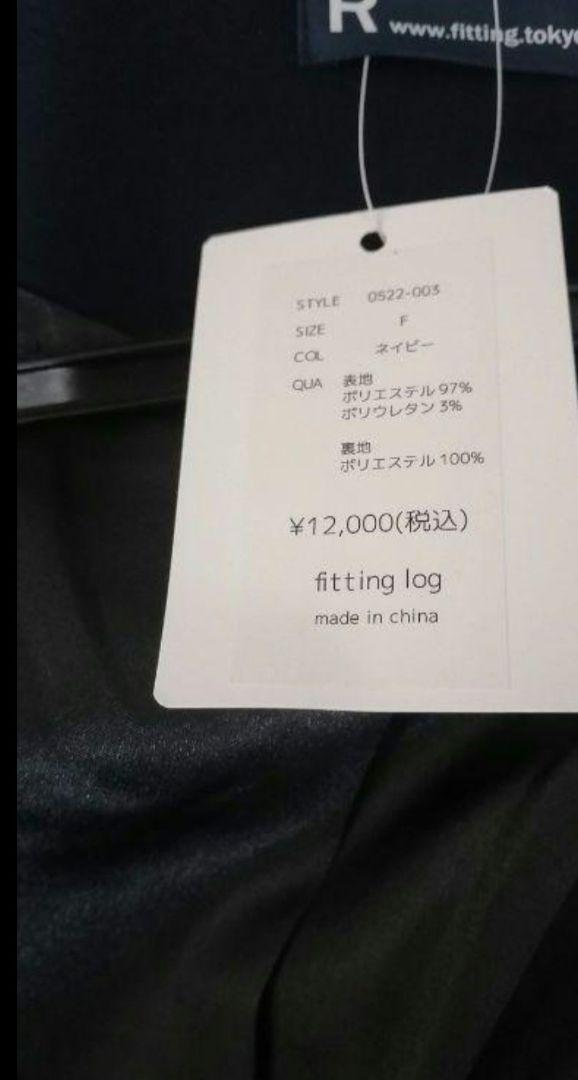 R www.fitting.tokyo
STYLE 0522-003
SIZE F
COL ネイビー
QUA 表地
ポリエステル 97%
ポリウレタン 3%
裏地
ポリエステル 100%
¥12,000(税込)
fitting log
made in china